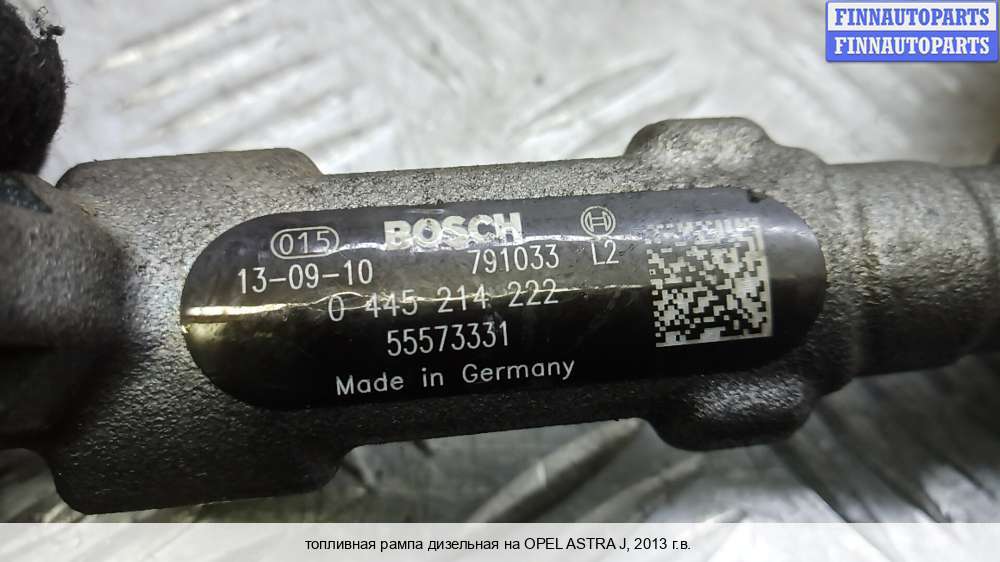 FINNAUTOPARTS
FINNAUTOPARTS
015 BOSCH
13-09-10 791033 L2
0 445 214 222
55573331
Made in Germany
топливная рампа дизельная на OPEL ASTRA J, 2013 г.в.